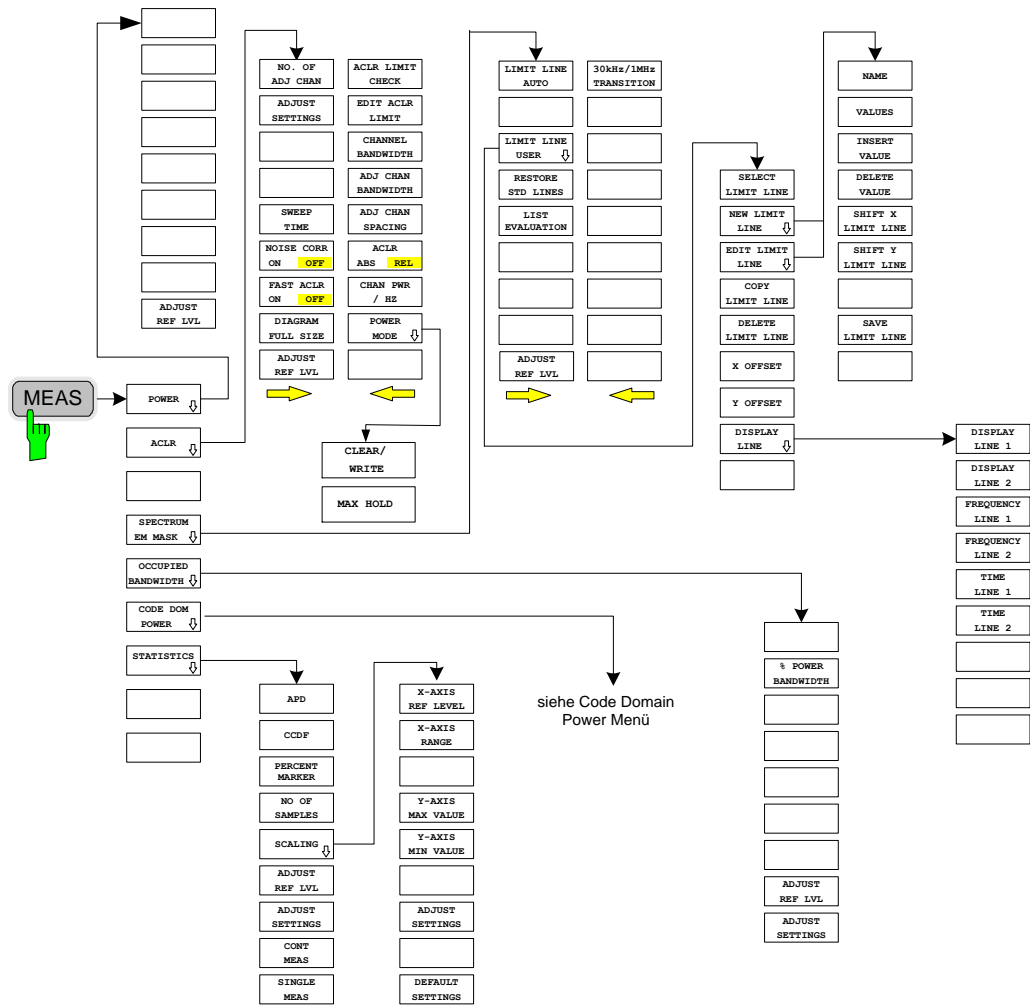 ADJUST
REF LVL
MEAS
POWER
ACLR
SPECTRUM
EM MASK
OCCUPIED
BANDWIDTH
CODE DOM
POWER
STATISTICS
NO. OF
ADJ CHAN
ADJUST
SETTINGS
SWEEP
TIME
NOISE CORR
ON OFF
FAST ACLR
ON OFF
DIAGRAM
FULL SIZE
ADJUST
REF LVL
ACLR LIMIT
CHECK
EDIT ACLR
LIMIT
CHANNEL
BANDWIDTH
ADJ CHAN
BANDWIDTH
ADJ CHAN
SPACING
ACLR
ABS REL
CHAN PWR
/ HZ
POWER
MODE
CLEAR/
WRITE
MAX HOLD
LIMIT LINE
AUTO
LIMIT LINE
USER
RESTORE
STD LINES
LIST
EVALUATION
ADJUST
REF LVL
30kHz/1MHz
TRANSITION
SELECT
LIMIT LINE
NEW LIMIT
LINE
EDIT LIMIT
LINE
COPY
LIMIT LINE
DELETE
LIMIT LINE
X OFFSET
Y OFFSET
DISPLAY
LINE
NAME
VALUES
INSERT
VALUE
DELETE
VALUE
SHIFT X
LIMIT LINE
SHIFT Y
LIMIT LINE
SAVE
LIMIT LINE
DISPLAY
LINE 1
DISPLAY
LINE 2
FREQUENCY
LINE 1
FREQUENCY
LINE 2
TIME
LINE 1
TIME
LINE 2
% POWER
BANDWIDTH
ADJUST
REF LVL
ADJUST
SETTINGS
siehe Code Domain
Power Menü
APD
CCDF
PERCENT
MARKER
NO OF
SAMPLES
SCALING
ADJUST
REF LVL
ADJUST
SETTINGS
CONT
MEAS
SINGLE
MEAS
X-AXIS
REF LEVEL
X-AXIS
RANGE
Y-AXIS
MAX VALUE
Y-AXIS
MIN VALUE
ADJUST
SETTINGS
DEFAULT
SETTINGS